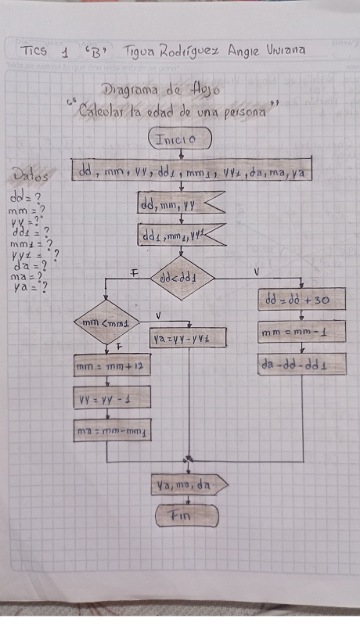 TICS 1 "B" Tigua Rodríguez Angie Viviana
Diagrama de flujo
"Calcular la edad de una persona"
Inicio
dd, mm, yy, dd1, mm1, yy1, da, ma, ya
Datos
dd = ?
mm = ?
yy = ?
dd1 = ?
mm1 = ?
yy1 = ?
da = ?
ma = ?
ya = ?
dd, mm, yy
dd1, mm1, yy1
dd<dd1
F
V
mm<mm1
V
F
ya=yy-yy1
mm = mm+12
yy = yy - 1
ma = mm-mm1
dd = dd + 30
mm = mm - 1
da - dd - dd1
ya, ma, da
Fin